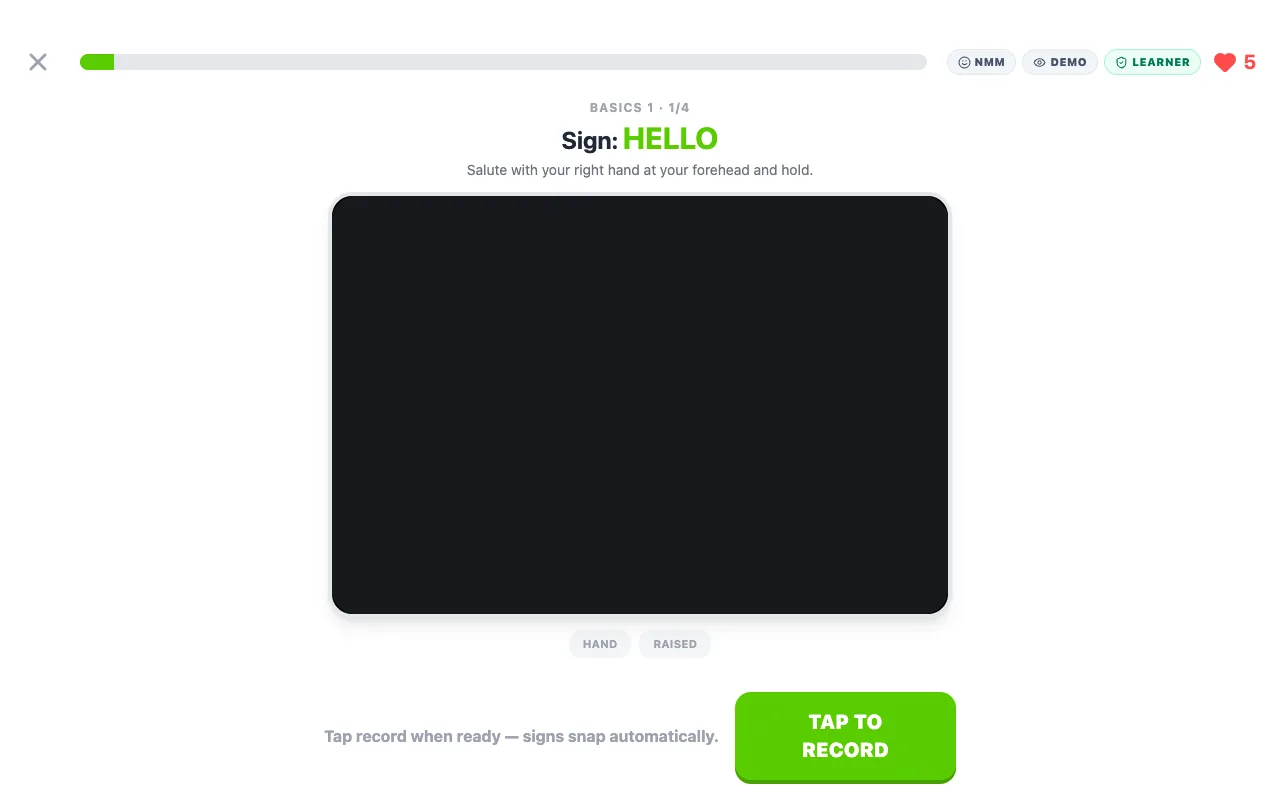 NMM
DEMO
LEARNER
5
BASICS 1 · 1/4
Sign: HELLO
Salute with your right hand at your forehead and hold.
HAND
RAISED
Tap record when ready — signs snap automatically.
TAP TO
RECORD